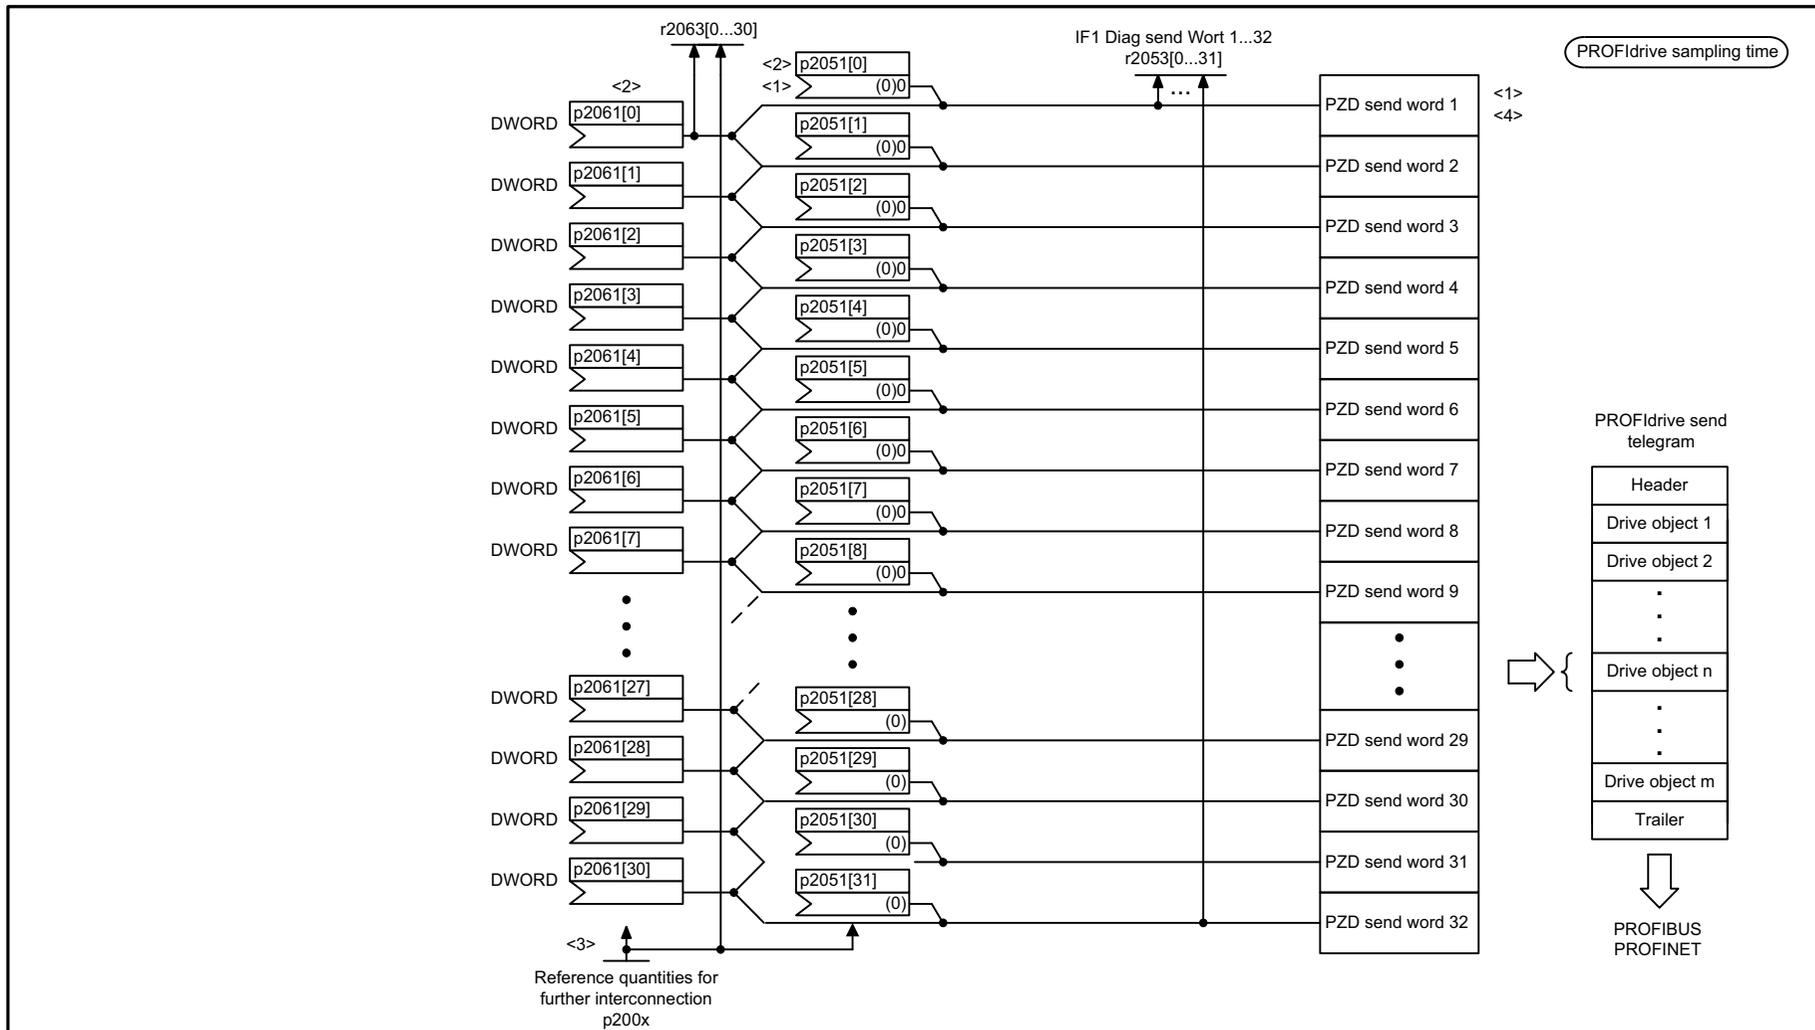 r2063[0...30]
IF1 Diag send Wort 1...32
r2053[0...31]
PROFIdrive sampling time
<2>
<2>
<1>
p2051[0]
(0)0
...
PZD send word 1
<1>
<4>
DWORD
p2061[0]
p2051[1]
(0)0
PZD send word 2
DWORD
p2061[1]
p2051[2]
(0)0
PZD send word 3
DWORD
p2061[2]
p2051[3]
(0)0
PZD send word 4
DWORD
p2061[3]
p2051[4]
(0)0
PZD send word 5
DWORD
p2061[4]
p2051[5]
(0)0
PZD send word 6
DWORD
p2061[5]
p2051[6]
(0)0
PZD send word 7
DWORD
p2061[6]
p2051[7]
(0)0
PZD send word 8
DWORD
p2061[7]
p2051[8]
(0)0
PZD send word 9
DWORD
p2061[27]
p2051[28]
(0)
PZD send word 29
DWORD
p2061[28]
p2051[29]
(0)
PZD send word 30
DWORD
p2061[29]
p2051[30]
(0)
PZD send word 31
DWORD
p2061[30]
p2051[31]
(0)
PZD send word 32
<3>
Reference quantities for
further interconnection
p200x
PROFIdrive send
telegram
Header
Drive object 1
Drive object 2
Drive object n
Drive object m
Trailer
PROFIBUS
PROFINET